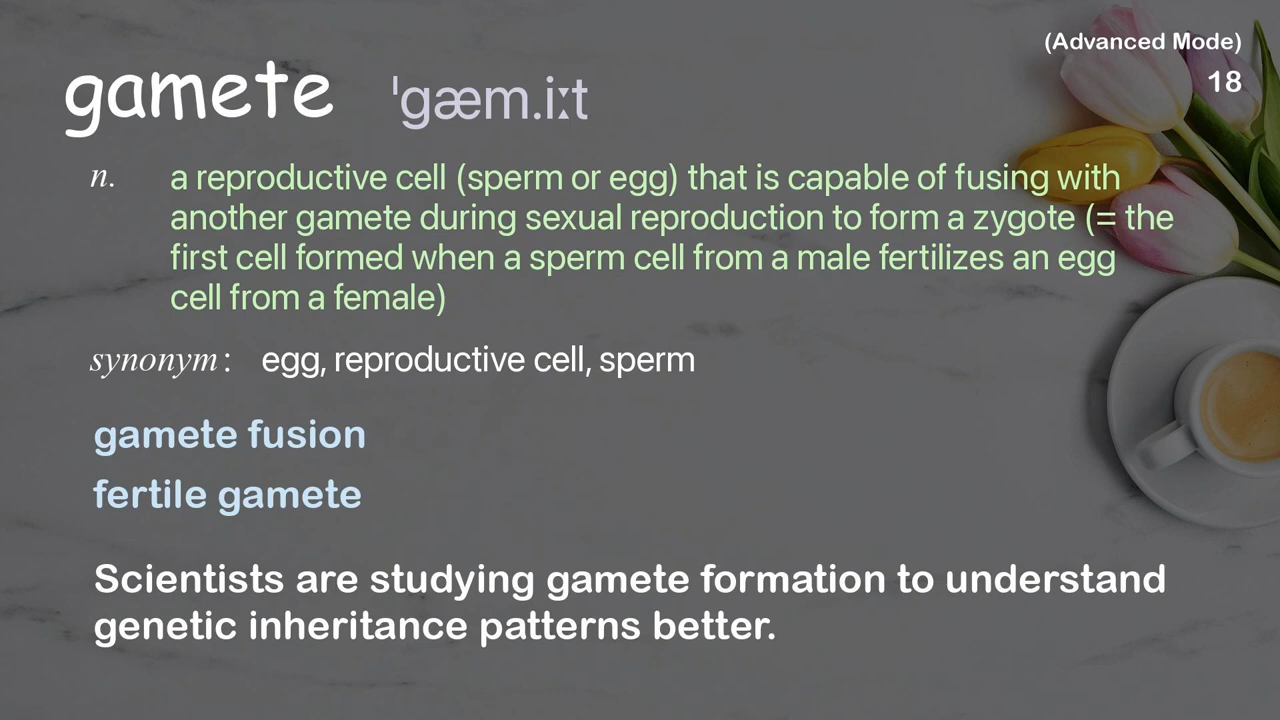 (Advanced Mode)
18
gamete ˈɡæm.iːt
n. a reproductive cell (sperm or egg) that is capable of fusing with
another gamete during sexual reproduction to form a zygote (= the
first cell formed when a sperm cell from a male fertilizes an egg
cell from a female)
synonym: egg, reproductive cell, sperm
gamete fusion
fertile gamete
Scientists are studying gamete formation to understand
genetic inheritance patterns better.